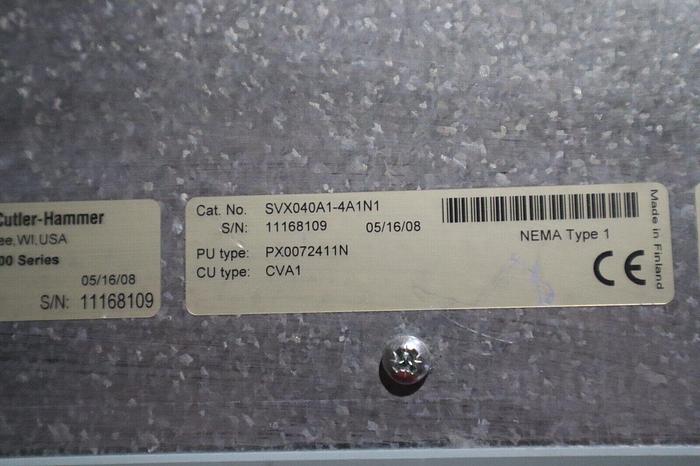 Cutler-Hammer
ee, WI, USA
00 Series
05/16/08
S/N: 11168109
Cat. No. SVX040A1-4A1N1
S/N: 11168109 05/16/08
PU type: PX0072411N
CU type: CVA1
NEMA Type 1
CE
Made in Finland